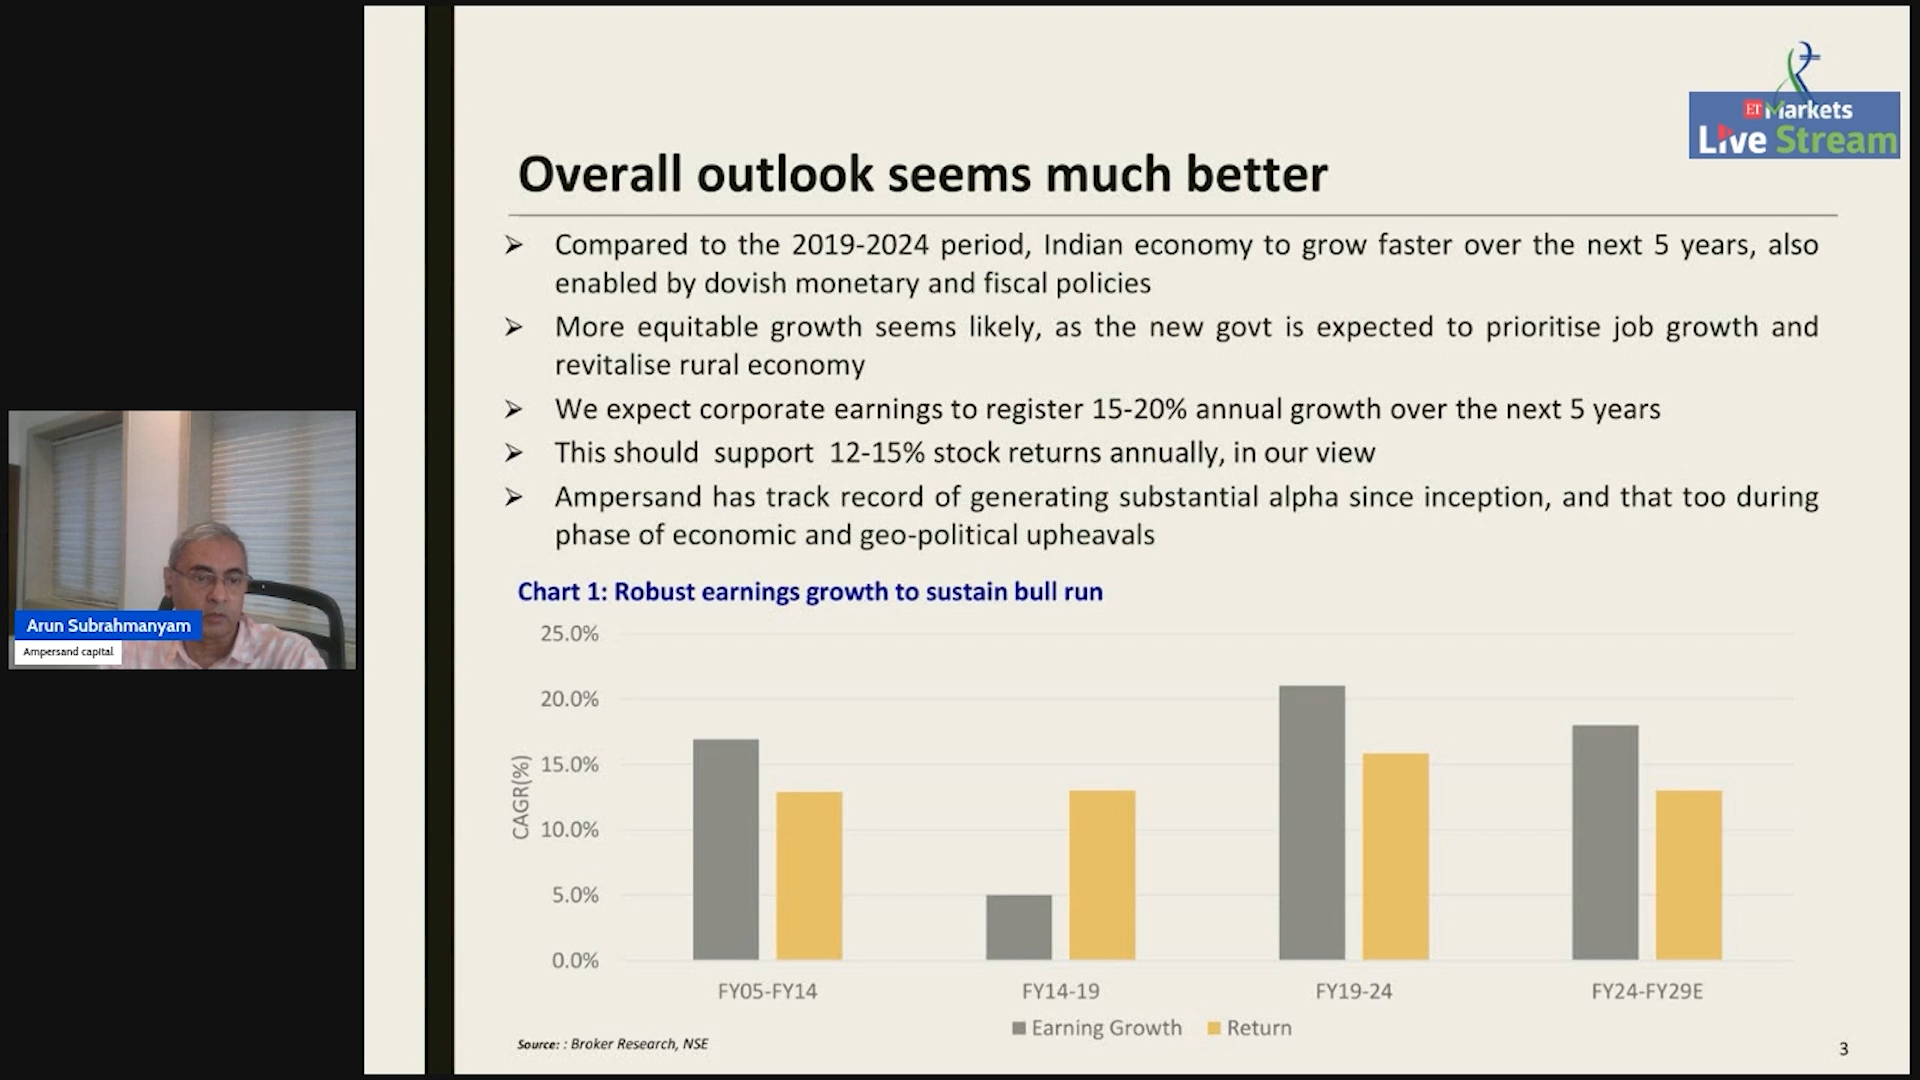 ET Markets
Live Stream
Overall outlook seems much better
➢ Compared to the 2019-2024 period, Indian economy to grow faster over the next 5 years, also
enabled by dovish monetary and fiscal policies
➢ More equitable growth seems likely, as the new govt is expected to prioritise job growth and
revitalise rural economy
➢ We expect corporate earnings to register 15-20% annual growth over the next 5 years
➢ This should support 12-15% stock returns annually, in our view
➢ Ampersand has track record of generating substantial alpha since inception, and that too during
phase of economic and geo-political upheavals
Arun Subrahmanyam
Ampersand capital
Chart 1: Robust earnings growth to sustain bull run
CAGR(%)
25.0%
20.0%
15.0%
10.0%
5.0%
0.0%
FY05-FY14 FY14-19 FY19-24 FY24-FY29E
Earning Growth Return
Source: : Broker Research, NSE
3